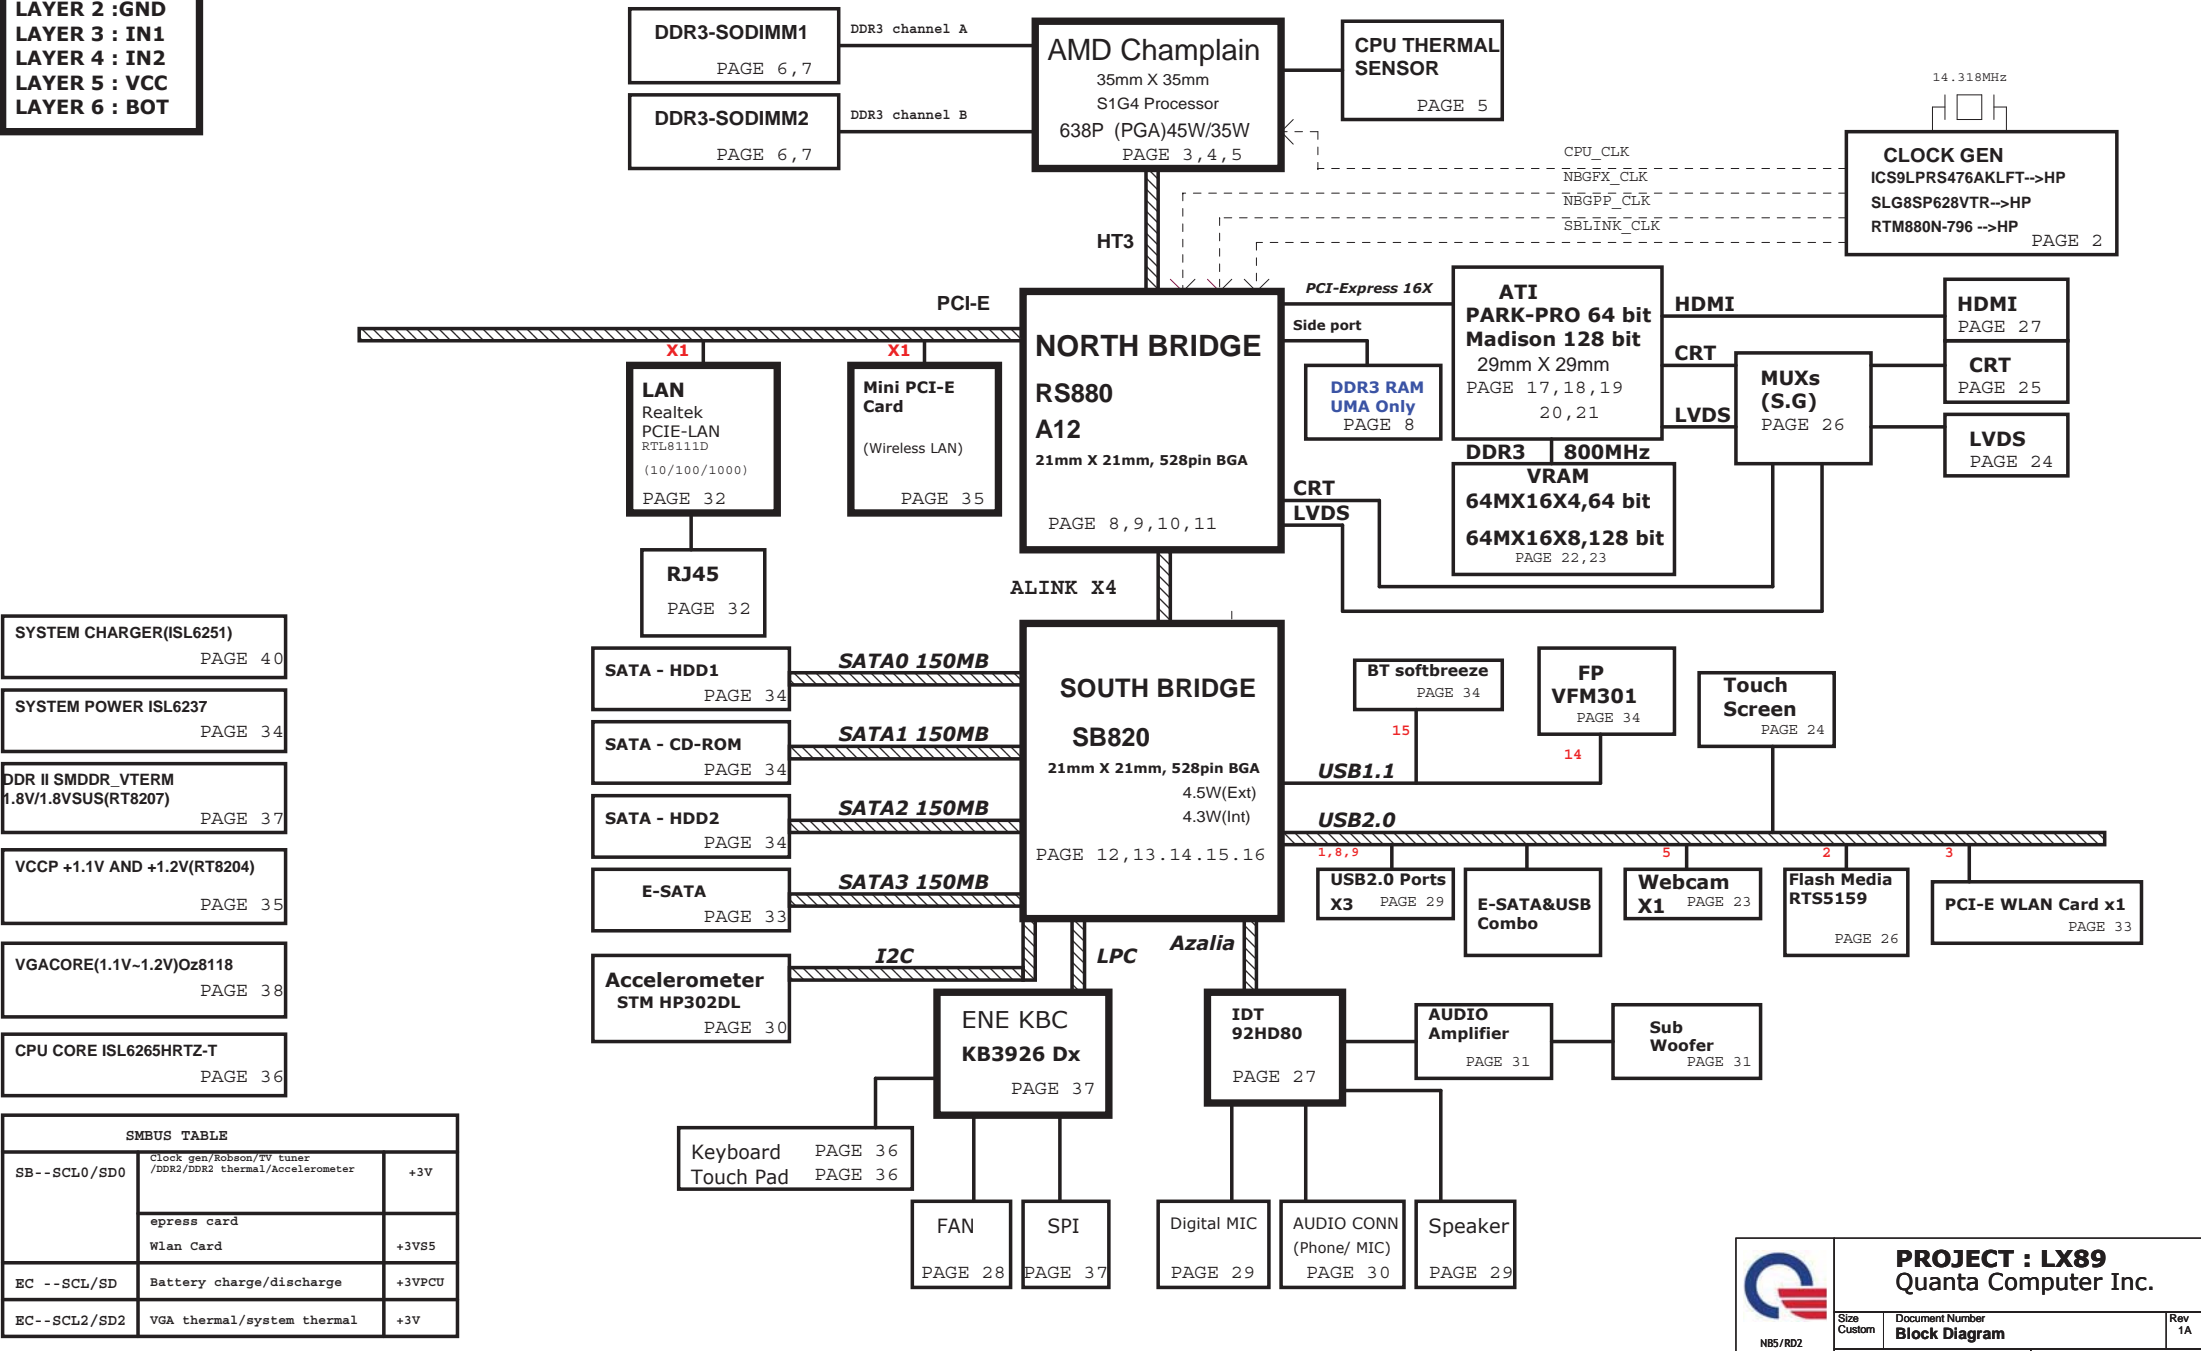 LAYER 2 :GND
LAYER 3 : IN1
LAYER 4 : IN2
LAYER 5 : VCC
LAYER 6 : BOT
DDR3-SODIMM1
PAGE 6,7
DDR3 channel A
DDR3-SODIMM2
PAGE 6,7
DDR3 channel B
AMD Champlain
35mm X 35mm
S1G4 Processor
638P (PGA)45W/35W
PAGE 3,4,5
CPU THERMAL
SENSOR
PAGE 5
14.318MHz
CLOCK GEN
ICS9LPRS476AKLFT-->HP
SLG8SP628VTR-->HP
RTM880N-796 -->HP
PAGE 2
CPU_CLK
NBGFX_CLK
NBGPP_CLK
SBLINK_CLK
HT3
PCI-E
X1
X1
LAN
Realtek
PCIE-LAN
RTL8111D
(10/100/1000)
PAGE 32
Mini PCI-E
Card
(Wireless LAN)
PAGE 35
RJ45
PAGE 32
NORTH BRIDGE
RS880
A12
21mm X 21mm, 528pin BGA
PAGE 8,9,10,11
PCI-Express 16X
Side port
DDR3 RAM
UMA Only
PAGE 8
ATI
PARK-PRO 64 bit
Madison 128 bit
29mm X 29mm
PAGE 17,18,19
20,21
DDR3 800MHz
VRAM
64MX16X4,64 bit
64MX16X8,128 bit
PAGE 22,23
HDMI
CRT
LVDS
MUXs
(S.G)
PAGE 26
HDMI
PAGE 27
CRT
PAGE 25
LVDS
PAGE 24
CRT
LVDS
ALINK X4
SYSTEM CHARGER(ISL6251)
PAGE 40
SYSTEM POWER ISL6237
PAGE 34
DDR II SMDDR_VTERM
1.8V/1.8VSUS(RT8207)
PAGE 37
VCCP +1.1V AND +1.2V(RT8204)
PAGE 35
VGACORE(1.1V~1.2V)Oz8118
PAGE 38
CPU CORE ISL6265HRTZ-T
PAGE 36
SATA - HDD1
PAGE 34
SATA0 150MB
SATA - CD-ROM
PAGE 34
SATA1 150MB
SATA - HDD2
PAGE 34
SATA2 150MB
E-SATA
PAGE 33
SATA3 150MB
Accelerometer
STM HP302DL
PAGE 30
I2C
SOUTH BRIDGE
SB820
21mm X 21mm, 528pin BGA
4.5W(Ext)
4.3W(Int)
PAGE 12,13.14.15.16
BT softbreeze
PAGE 34
15
FP
VFM301
PAGE 34
14
Touch
Screen
PAGE 24
USB1.1
USB2.0
1,8,9
5
2
3
USB2.0 Ports
X3 PAGE 29
E-SATA&USB
Combo
Webcam
X1 PAGE 23
Flash Media
RTS5159
PAGE 26
PCI-E WLAN Card x1
PAGE 33
LPC
Azalia
ENE KBC
KB3926 Dx
PAGE 37
IDT
92HD80
PAGE 27
AUDIO
Amplifier
PAGE 31
Sub
Woofer
PAGE 31
Keyboard PAGE 36
Touch Pad PAGE 36
FAN
PAGE 28
SPI
PAGE 37
Digital MIC
PAGE 29
AUDIO CONN
(Phone/ MIC)
PAGE 30
Speaker
PAGE 29
SMBUS TABLE
SB--SCL0/SD0
Clock gen/Robson/TV tuner
/DDR2/DDR2 thermal/Accelerometer
+3V
epress card
Wlan Card
+3VS5
EC --SCL/SD
Battery charge/discharge
+3VPCU
EC--SCL2/SD2
VGA thermal/system thermal
+3V
NB5/RD2
PROJECT : LX89
Quanta Computer Inc.
Size
Custom
Document Number
Block Diagram
Rev
1A